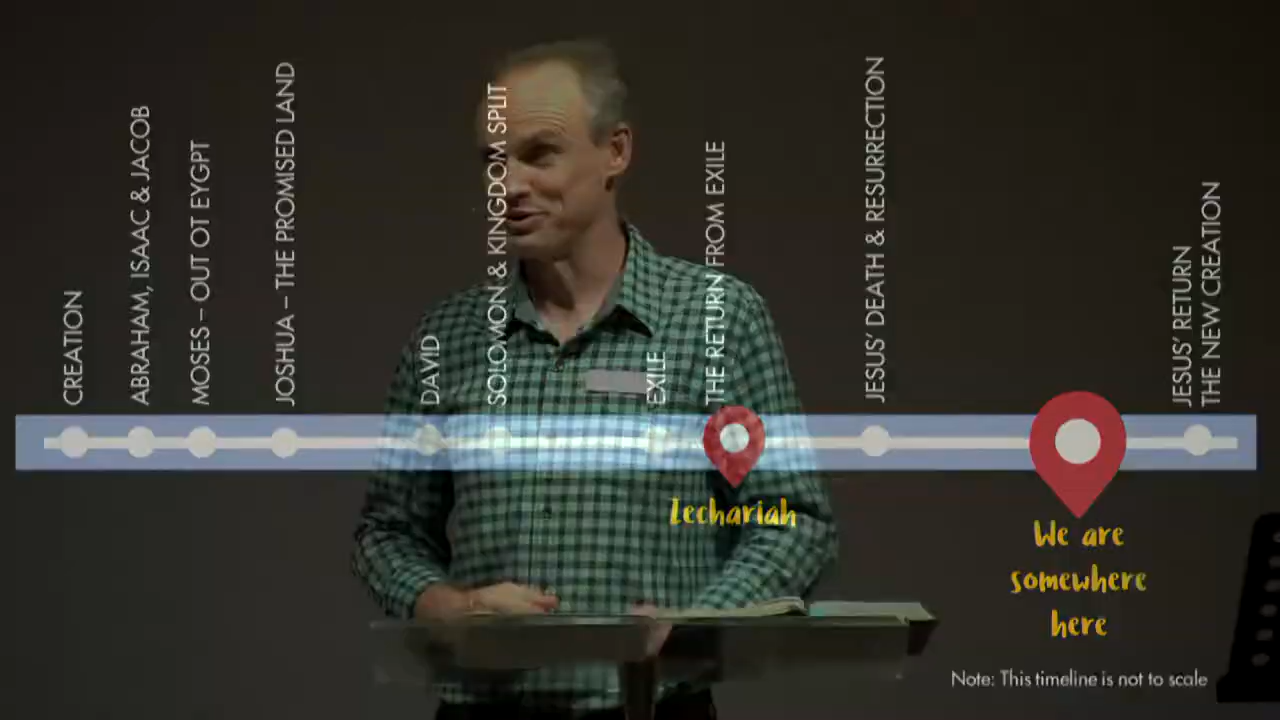 CREATION
ABRAHAM, ISAAC & JACOB
MOSES – OUT OT EYGPT
JOSHUA – THE PROMISED LAND
DAVID
SOLOMON & KINGDOM SPLIT
EXILE
THE RETURN FROM EXILE
JESUS' DEATH & RESURRECTION
JESUS' RETURN
THE NEW CREATION
Zechariah
We are
somewhere
here
Note: This timeline is not to scale